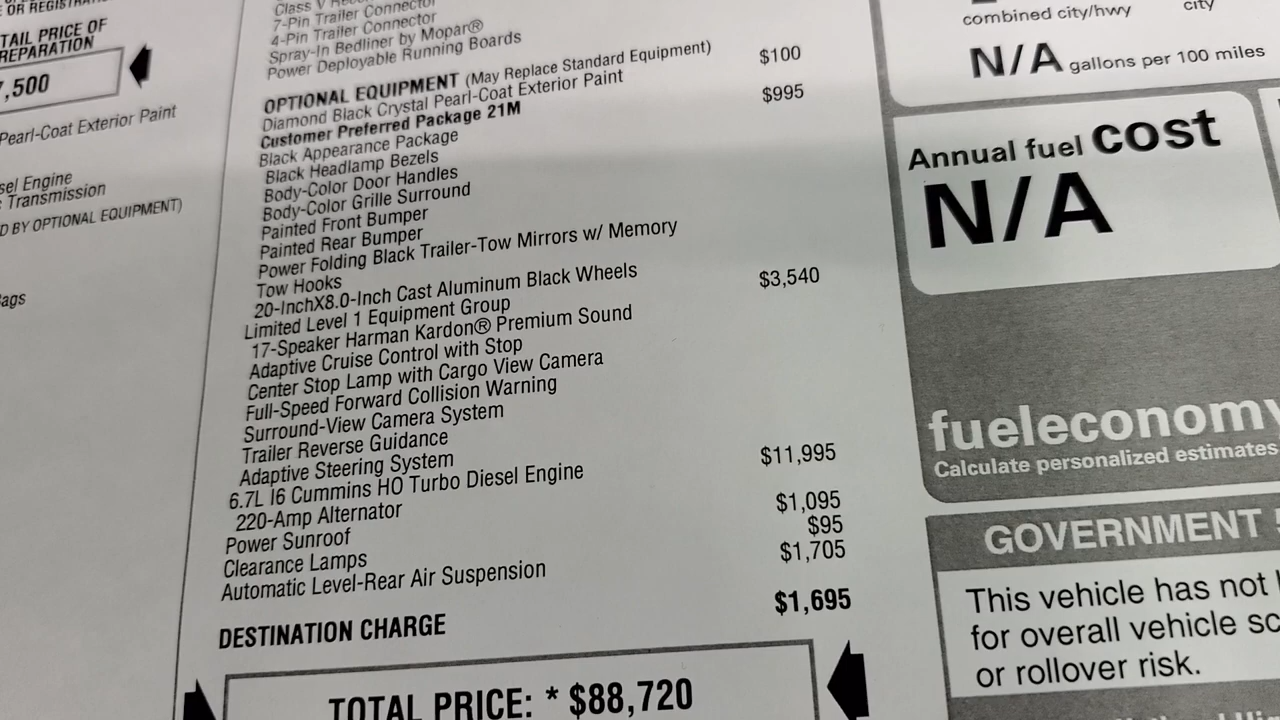 OR REGISTRA
TAIL PRICE OF
REPARATION
,500
Pearl-Coat Exterior Paint
sel Engine
Transmission
D BY OPTIONAL EQUIPMENT)
ags
Class V
7-Pin Trailer Connector
4-Pin Trailer Connector
Spray-In Bedliner by Mopar®
Power Deployable Running Boards
OPTIONAL EQUIPMENT (May Replace Standard Equipment)
Diamond Black Crystal Pearl-Coat Exterior Paint $100
Customer Preferred Package 21M
Black Appearance Package $995
Black Headlamp Bezels
Body-Color Door Handles
Body-Color Grille Surround
Painted Front Bumper
Painted Rear Bumper
Power Folding Black Trailer-Tow Mirrors w/ Memory
Tow Hooks
20-InchX8.0-Inch Cast Aluminum Black Wheels
Limited Level 1 Equipment Group $3,540
17-Speaker Harman Kardon® Premium Sound
Adaptive Cruise Control with Stop
Center Stop Lamp with Cargo View Camera
Full-Speed Forward Collision Warning
Surround-View Camera System
Trailer Reverse Guidance
Adaptive Steering System
6.7L I6 Cummins HO Turbo Diesel Engine $11,995
220-Amp Alternator
Power Sunroof $1,095
Clearance Lamps $95
Automatic Level-Rear Air Suspension $1,705
DESTINATION CHARGE $1,695
TOTAL PRICE: * $88,720
combined city/hwy city
N/A gallons per 100 miles
Annual fuel cost
N/A
fueleconomy
Calculate personalized estimates
GOVERNMENT
This vehicle has not
for overall vehicle sc
or rollover risk.